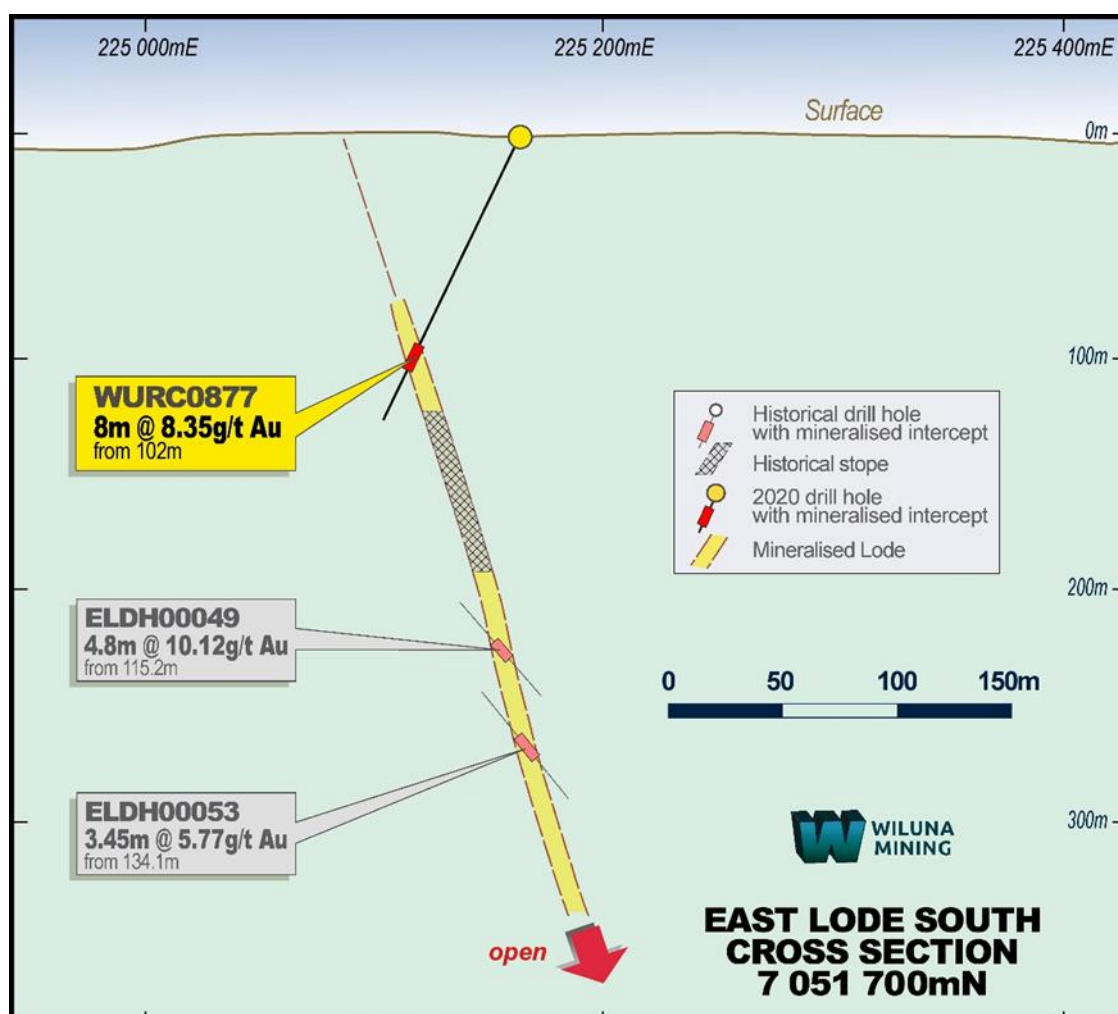 225 000mE
225 200mE
225 400mE
Surface
0m
100m
WURC0877
8m @ 8.35g/t Au
from 102m
Historical drill hole
with mineralised intercept
Historical stope
2020 drill hole
with mineralised intercept
Mineralised Lode
200m
ELDH00049
4.8m @ 10.12g/t Au
from 115.2m
0 50 100 150m
ELDH00053
3.45m @ 5.77g/t Au
from 134.1m
300m
W WILUNA
MINING
EAST LODE SOUTH
CROSS SECTION
7 051 700mN
open